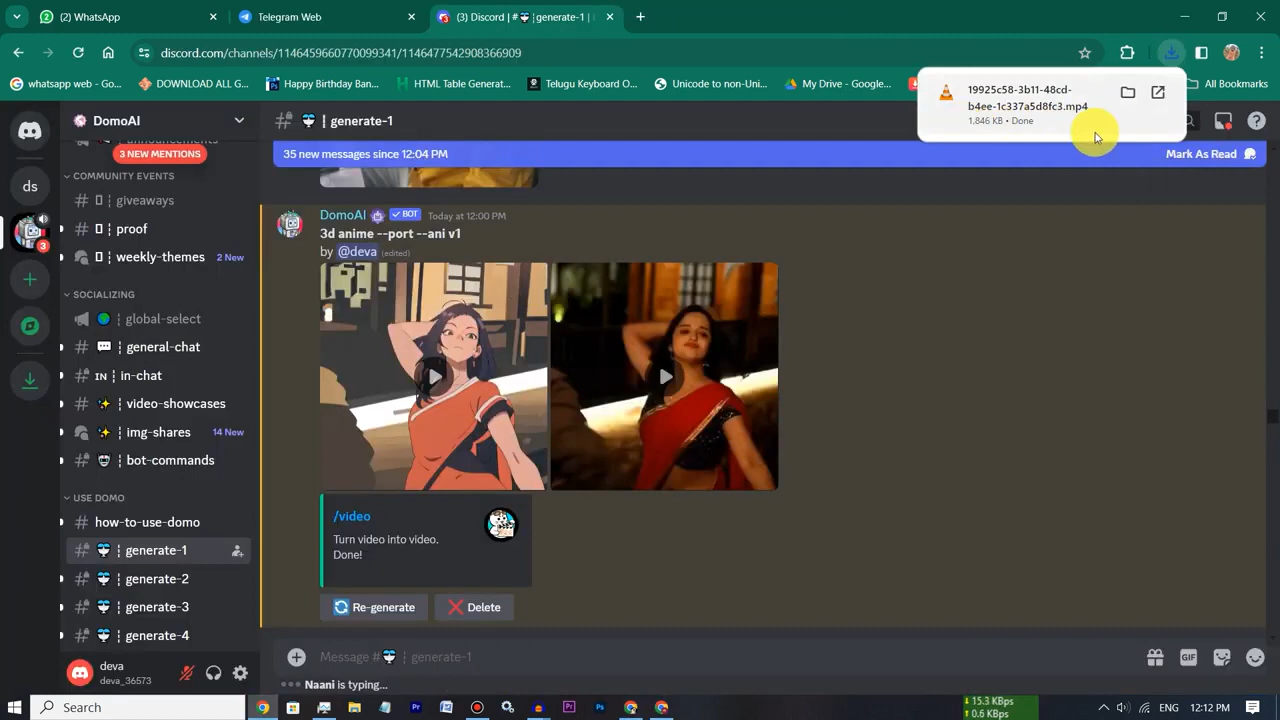 (2) WhatsApp
Telegram Web
(3) Discord | # ¦ generate-1 |
discord.com/channels/1146459660770099341/1146477542908366909
whatsapp web - Go...
DOWNLOAD ALL G...
Happy Birthday Ban...
HTML Table Generat...
Telugu Keyboard O...
Unicode to non-Uni...
My Drive - Google...
All Bookmarks
19925c58-3b11-48cd-
b4ee-1c337a5d8fc3.mp4
1,846 KB • Done
DomoAI
# ¦ generate-1
3 NEW MENTIONS
35 new messages since 12:04 PM
Mark As Read
COMMUNITY EVENTS
giveaways
proof
weekly-themes 2 New
SOCIALIZING
global-select
general-chat
IN ¦ in-chat
video-showcases
img-shares 14 New
bot-commands
USE DOMO
how-to-use-domo
generate-1
generate-2
generate-3
generate-4
deva
deva_36573
ds
3
DomoAI ✓ BOT Today at 12:00 PM
3d anime --port --ani v1
by @deva (edited)
/video
Turn video into video.
Done!
Re-generate
Delete
Message # ¦ generate-1
GIF
Naani is typing...
Search
15.3 KBps
0.6 KBps
ENG
12:12 PM